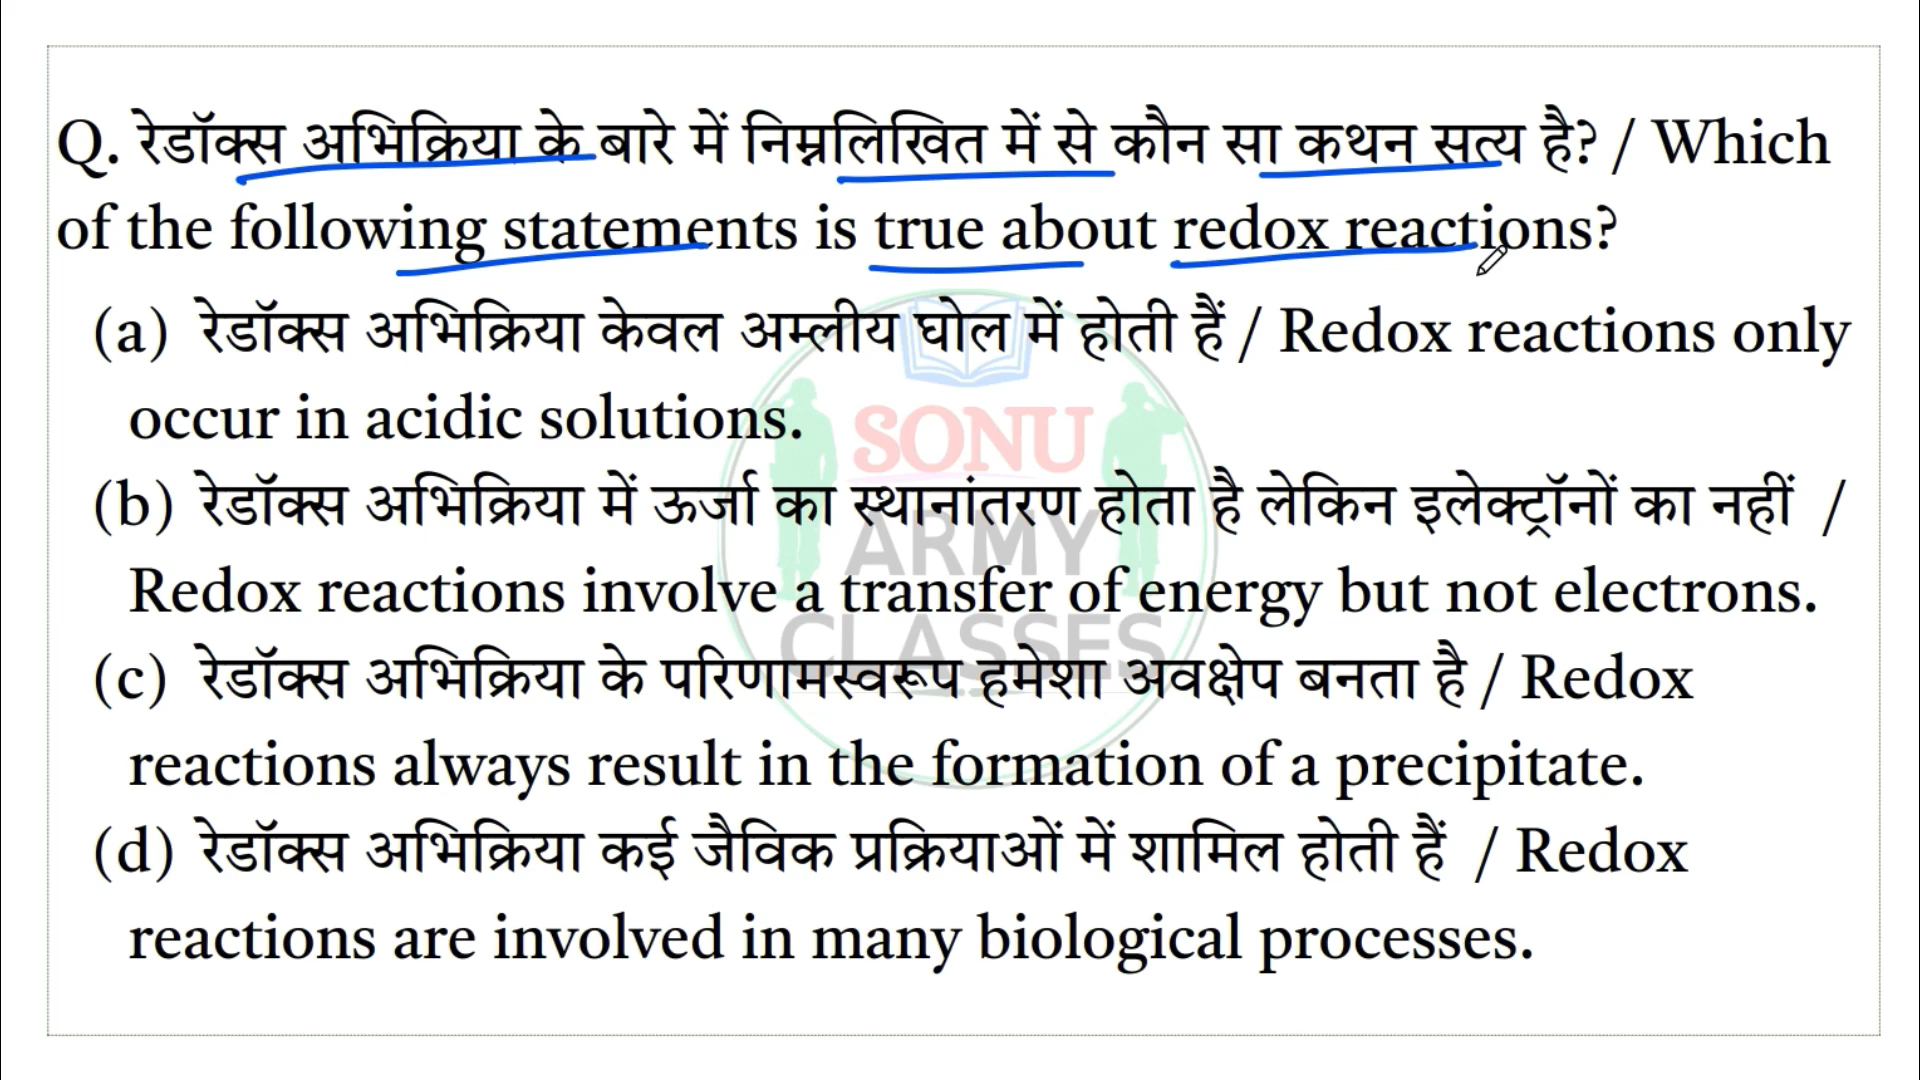 Q. रेडॉक्स अभिक्रिया के बारे में निम्नलिखित में से कौन सा कथन सत्य है? / Which
of the following statements is true about redox reactions?
(a) रेडॉक्स अभिक्रिया केवल अम्लीय घोल में होती हैं / Redox reactions only
occur in acidic solutions.
(b) रेडॉक्स अभिक्रिया में ऊर्जा का स्थानांतरण होता है लेकिन इलेक्ट्रॉनों का नहीं /
Redox reactions involve a transfer of energy but not electrons.
(c) रेडॉक्स अभिक्रिया के परिणामस्वरूप हमेशा अवक्षेप बनता है / Redox
reactions always result in the formation of a precipitate.
(d) रेडॉक्स अभिक्रिया कई जैविक प्रक्रियाओं में शामिल होती हैं / Redox
reactions are involved in many biological processes.
SONU
ARMY
CLASSES